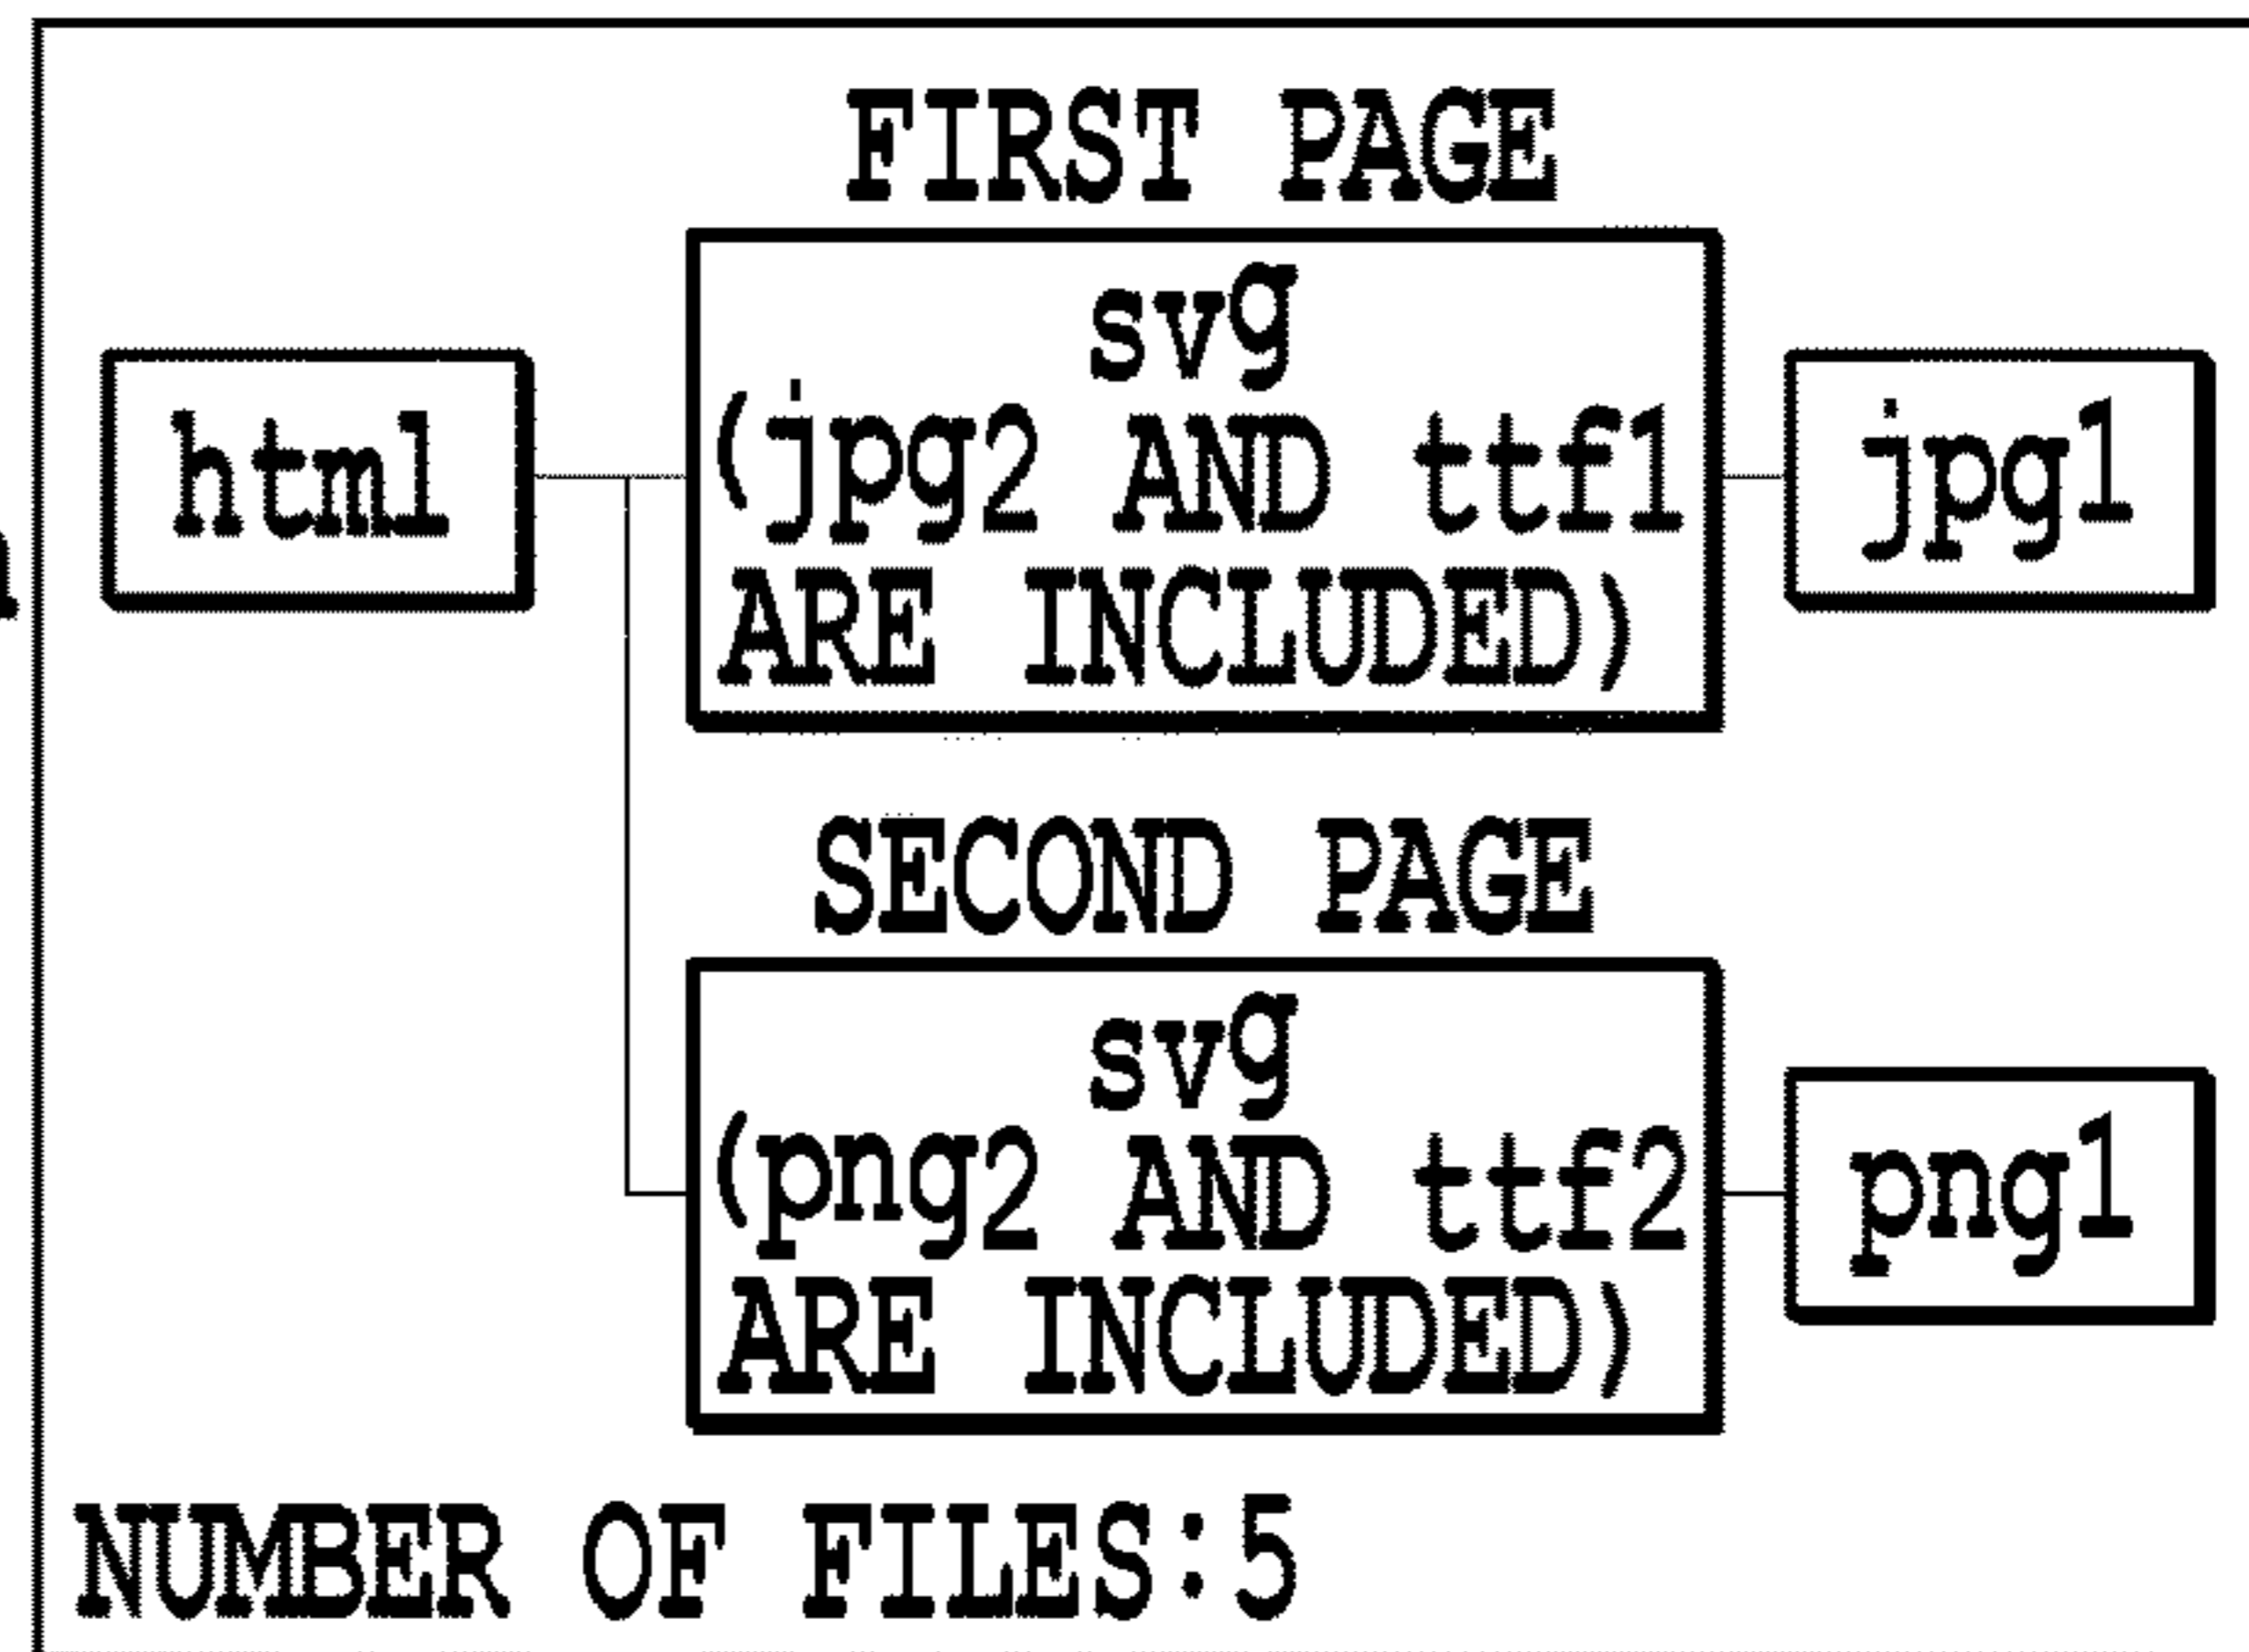 FIRST PAGE
html
svg
(jpg2 AND ttf1
ARE INCLUDED)
jpg1
SECOND PAGE
svg
(png2 AND ttf2
ARE INCLUDED)
png1
NUMBER OF FILES:5